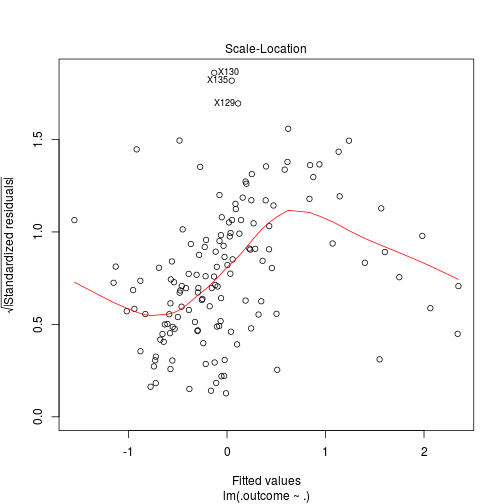 Scale-Location
X130
X135
X129
√|Standardized residuals|
1.5
1.0
0.5
0.0
-1 0 1 2
Fitted values
lm(.outcome ~ .)